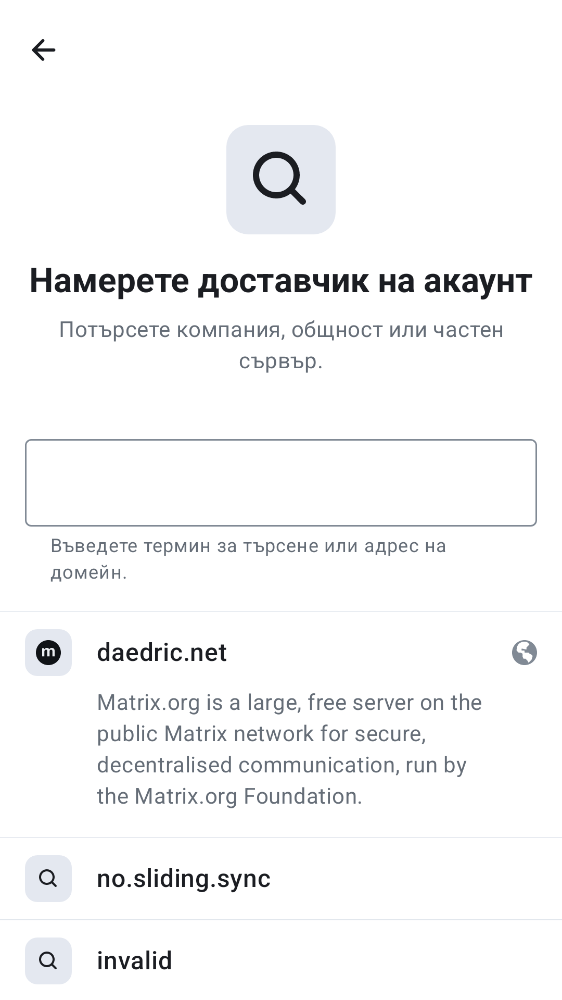 Намерете доставчик на акаунт
Потърсете компания, общност или частен
сървър.
Въведете термин за търсене или адрес на
домейн.
m
daedric.net
Matrix.org is a large, free server on the
public Matrix network for secure,
decentralised communication, run by
the Matrix.org Foundation.
no.sliding.sync
invalid